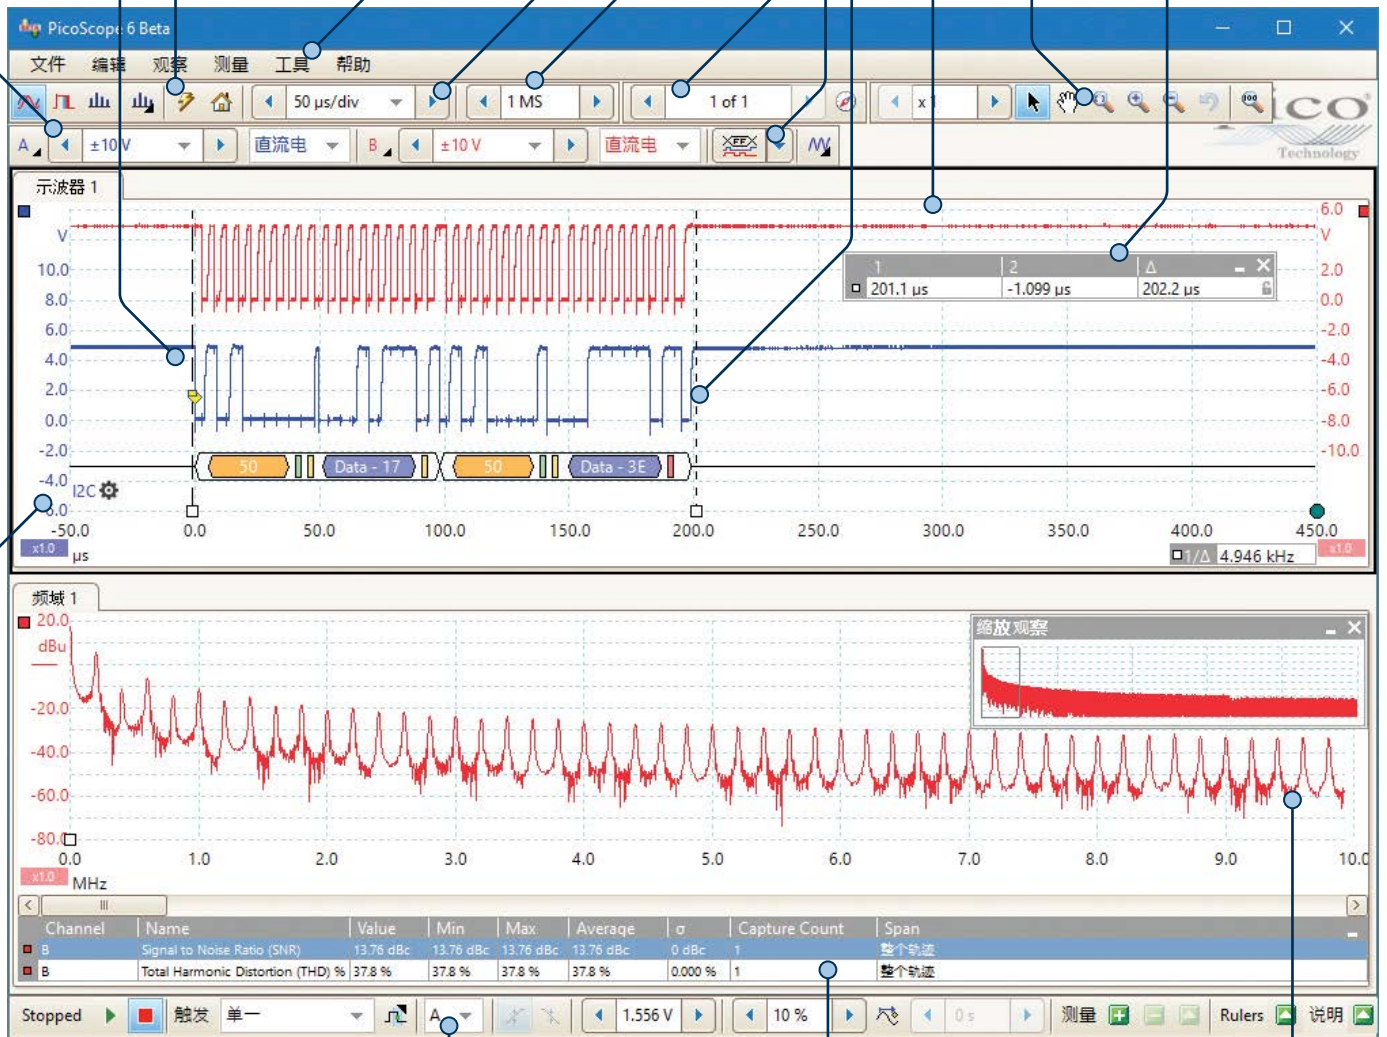 PicoScope 6 Beta
文件 编辑 观察 测量 工具 帮助
50 µs/div 1 MS 1 of 1 x 1
A ±10 V 直流电 B ±10 V 直流电
pico
Technology
示波器 1
6.0
V V
10.0 2.0
8.0 0.0
6.0 -2.0
4.0 -4.0
2.0 -6.0
0.0 -8.0
-2.0 -10.0
-4.0
-6.0
1 2 Δ
201.1 µs -1.099 µs 202.2 µs
50 Data - 17 50 Data - 3E
I2C
-50.0 0.0 50.0 100.0 150.0 200.0 250.0 300.0 350.0 400.0 450.0
x1.0 µs 1/Δ 4.946 kHz x1.0
频域 1
20.0
dBu
-20.0
-40.0
-60.0
-80.0
缩放观察
0.0 1.0 2.0 3.0 4.0 5.0 6.0 7.0 8.0 9.0 10.0
x1.0 MHz
Channel Name Value Min Max Average σ Capture Count Span
B Signal to Noise Ratio (SNR) 13.76 dBc 13.76 dBc 13.76 dBc 13.76 dBc 0 dBc 1 整个轨迹
B Total Harmonic Distortion (THD) % 37.8 % 37.8 % 37.8 % 37.8 % 0.000 % 1 整个轨迹
Stopped 触发 单一 A 1.556 V 10 % 0 s 测量 Rulers 说明